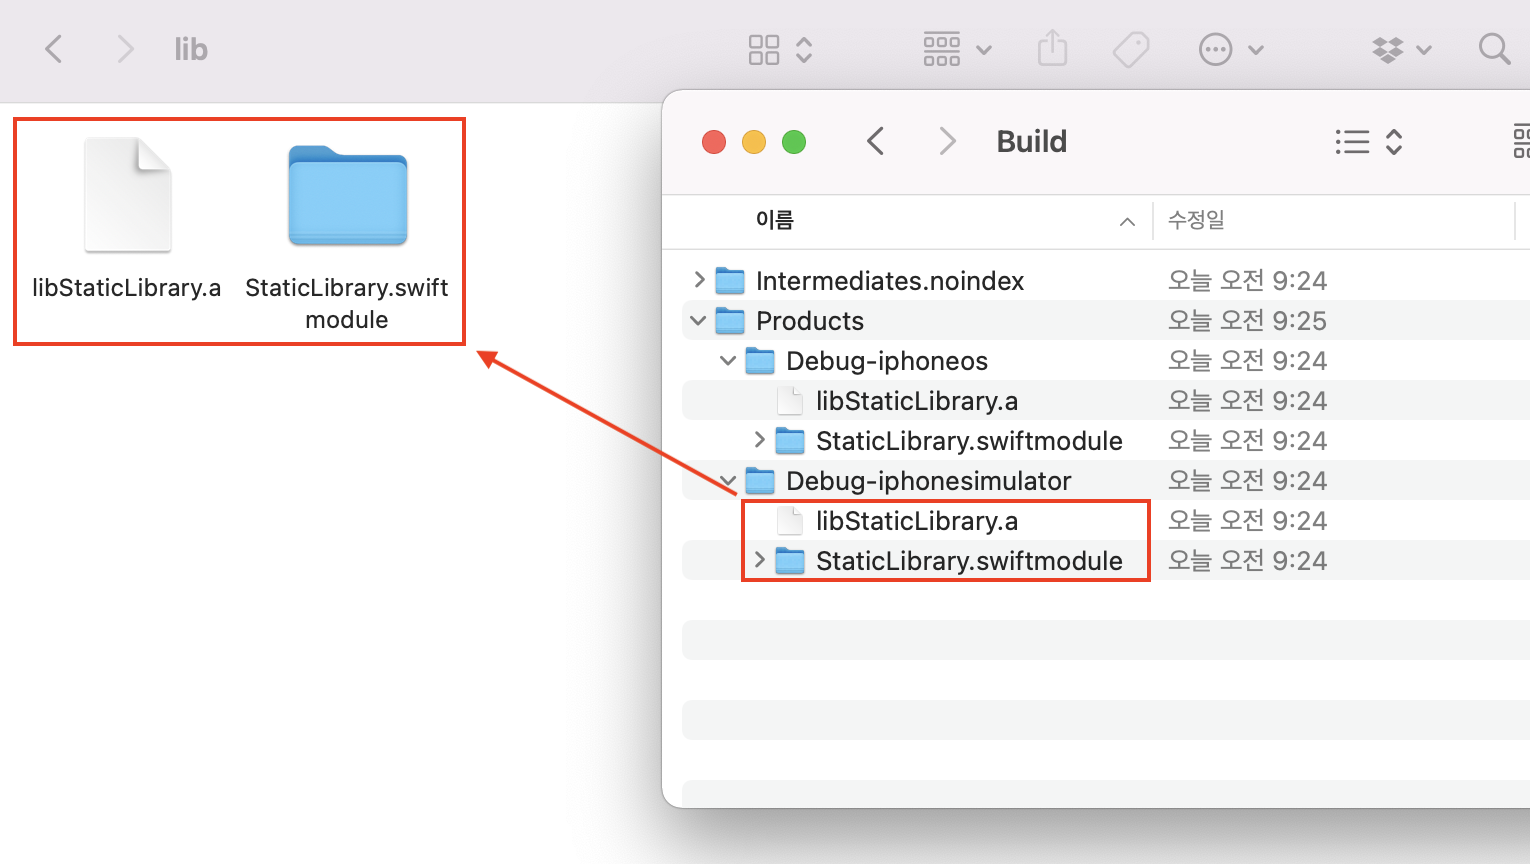 lib
libStaticLibrary.a
StaticLibrary.swift
module
Build
이름
수정일
Intermediates.noindex 오늘 오전 9:24
Products 오늘 오전 9:25
Debug-iphoneos 오늘 오전 9:24
libStaticLibrary.a 오늘 오전 9:24
StaticLibrary.swiftmodule 오늘 오전 9:24
Debug-iphonesimulator 오늘 오전 9:24
libStaticLibrary.a 오늘 오전 9:24
StaticLibrary.swiftmodule 오늘 오전 9:24